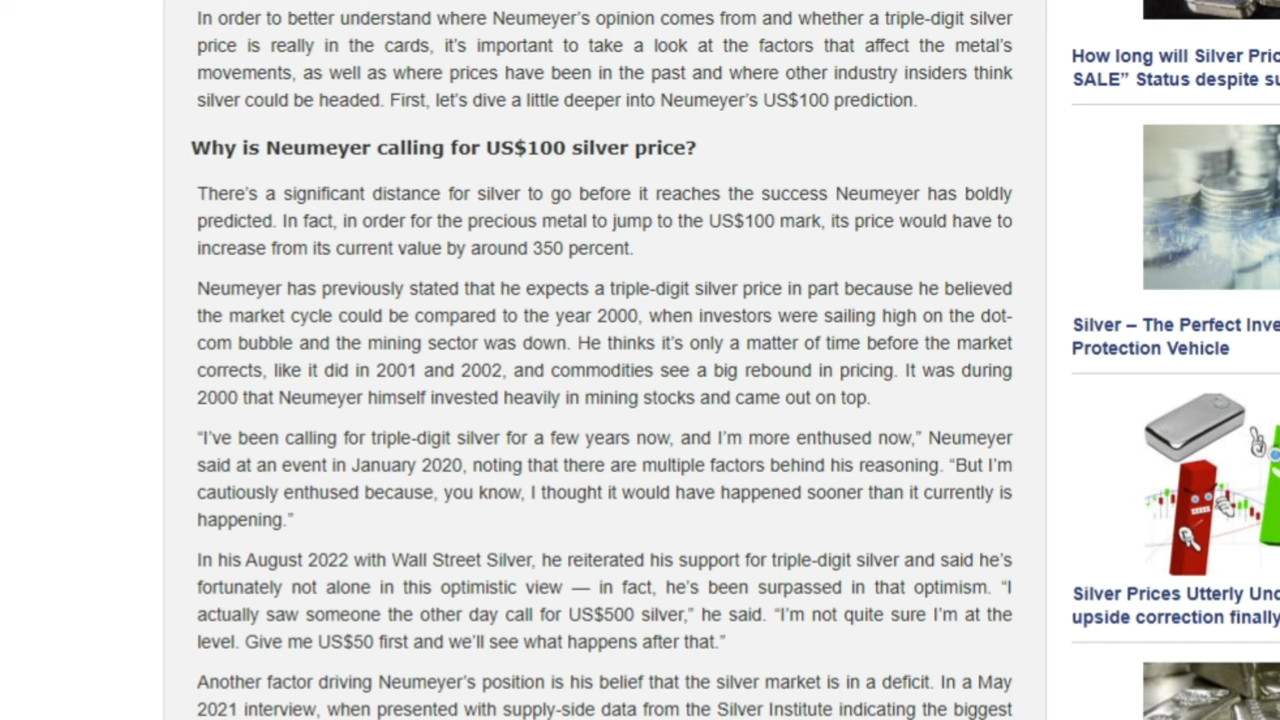 In order to better understand where Neumeyer’s opinion comes from and whether a triple-digit silver
price is really in the cards, it’s important to take a look at the factors that affect the metal’s
movements, as well as where prices have been in the past and where other industry insiders think
silver could be headed. First, let’s dive a little deeper into Neumeyer’s US$100 prediction.
Why is Neumeyer calling for US$100 silver price?
There’s a significant distance for silver to go before it reaches the success Neumeyer has boldly
predicted. In fact, in order for the precious metal to jump to the US$100 mark, its price would have to
increase from its current value by around 350 percent.
Neumeyer has previously stated that he expects a triple-digit silver price in part because he believed
the market cycle could be compared to the year 2000, when investors were sailing high on the dot-
com bubble and the mining sector was down. He thinks it’s only a matter of time before the market
corrects, like it did in 2001 and 2002, and commodities see a big rebound in pricing. It was during
2000 that Neumeyer himself invested heavily in mining stocks and came out on top.
“I’ve been calling for triple-digit silver for a few years now, and I’m more enthused now,” Neumeyer
said at an event in January 2020, noting that there are multiple factors behind his reasoning. “But I’m
cautiously enthused because, you know, I thought it would have happened sooner than it currently is
happening.”
In his August 2022 with Wall Street Silver, he reiterated his support for triple-digit silver and said he’s
fortunately not alone in this optimistic view — in fact, he’s been surpassed in that optimism. “I
actually saw someone the other day call for US$500 silver,” he said. “I’m not quite sure I’m at the
level. Give me US$50 first and we’ll see what happens after that.”
Another factor driving Neumeyer’s position is his belief that the silver market is in a deficit. In a May
2021 interview, when presented with supply-side data from the Silver Institute indicating the biggest
How long will Silver
SALE” Status despite
Silver – The Perfect
Protection Vehicle
Silver Prices Utterly
upside correction finally